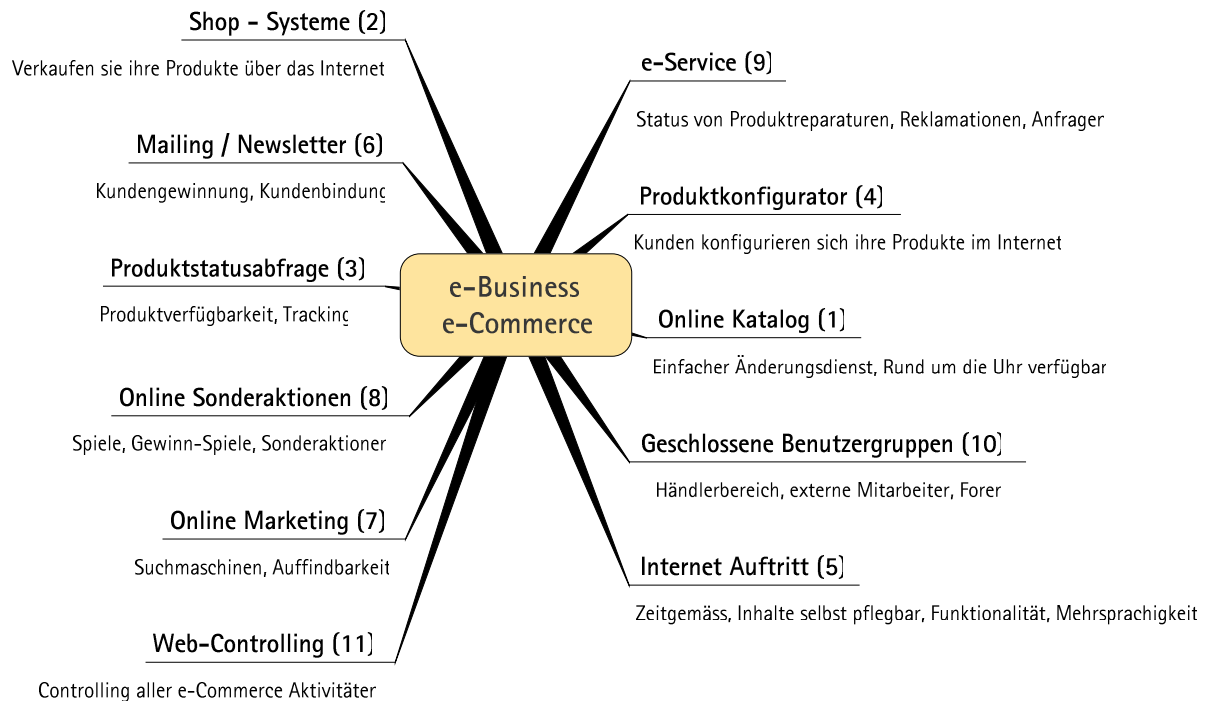 Shop - Systeme (2)
Verkaufen sie ihre Produkte über das Internet
Mailing / Newsletter (6)
Kundengewinnung, Kundenbindung
Produktstatusabfrage (3)
Produktverfügbarkeit, Tracking
Online Sonderaktionen (8)
Spiele, Gewinn-Spiele, Sonderaktioner
Online Marketing (7)
Suchmaschinen, Auffindbarkeit
Web-Controlling (11)
Controlling aller e-Commerce Aktivitäter
e-Business
e-Commerce
e-Service (9)
Status von Produktreparaturen, Reklamationen, Anfrager
Produktkonfigurator (4)
Kunden konfigurieren sich ihre Produkte im Internet
Online Katalog (1)
Einfacher Änderungsdienst, Rund um die Uhr verfügbar
Geschlossene Benutzergruppen (10)
Händlerbereich, externe Mitarbeiter, Forer
Internet Auftritt (5)
Zeitgemäss, Inhalte selbst pflegbar, Funktionalität, Mehrsprachigkeit